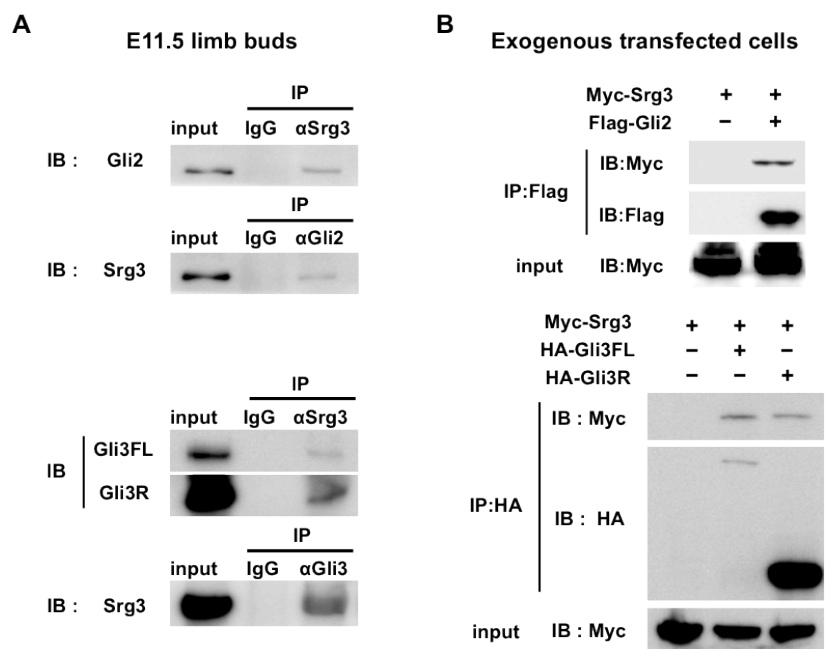 A
E11.5 limb buds
IP
input IgG αSrg3
IB : Gli2
IP
input IgG αGli2
IB : Srg3
IP
input IgG αSrg3
Gli3FL
IB
Gli3R
IP
input IgG αGli3
IB : Srg3
B
Exogenous transfected cells
Myc-Srg3 + +
Flag-Gli2 − +
IB:Myc
IP:Flag
IB:Flag
input IB:Myc
Myc-Srg3 + + +
HA-Gli3FL − + −
HA-Gli3R − − +
IB : Myc
IP:HA
IB : HA
input IB : Myc